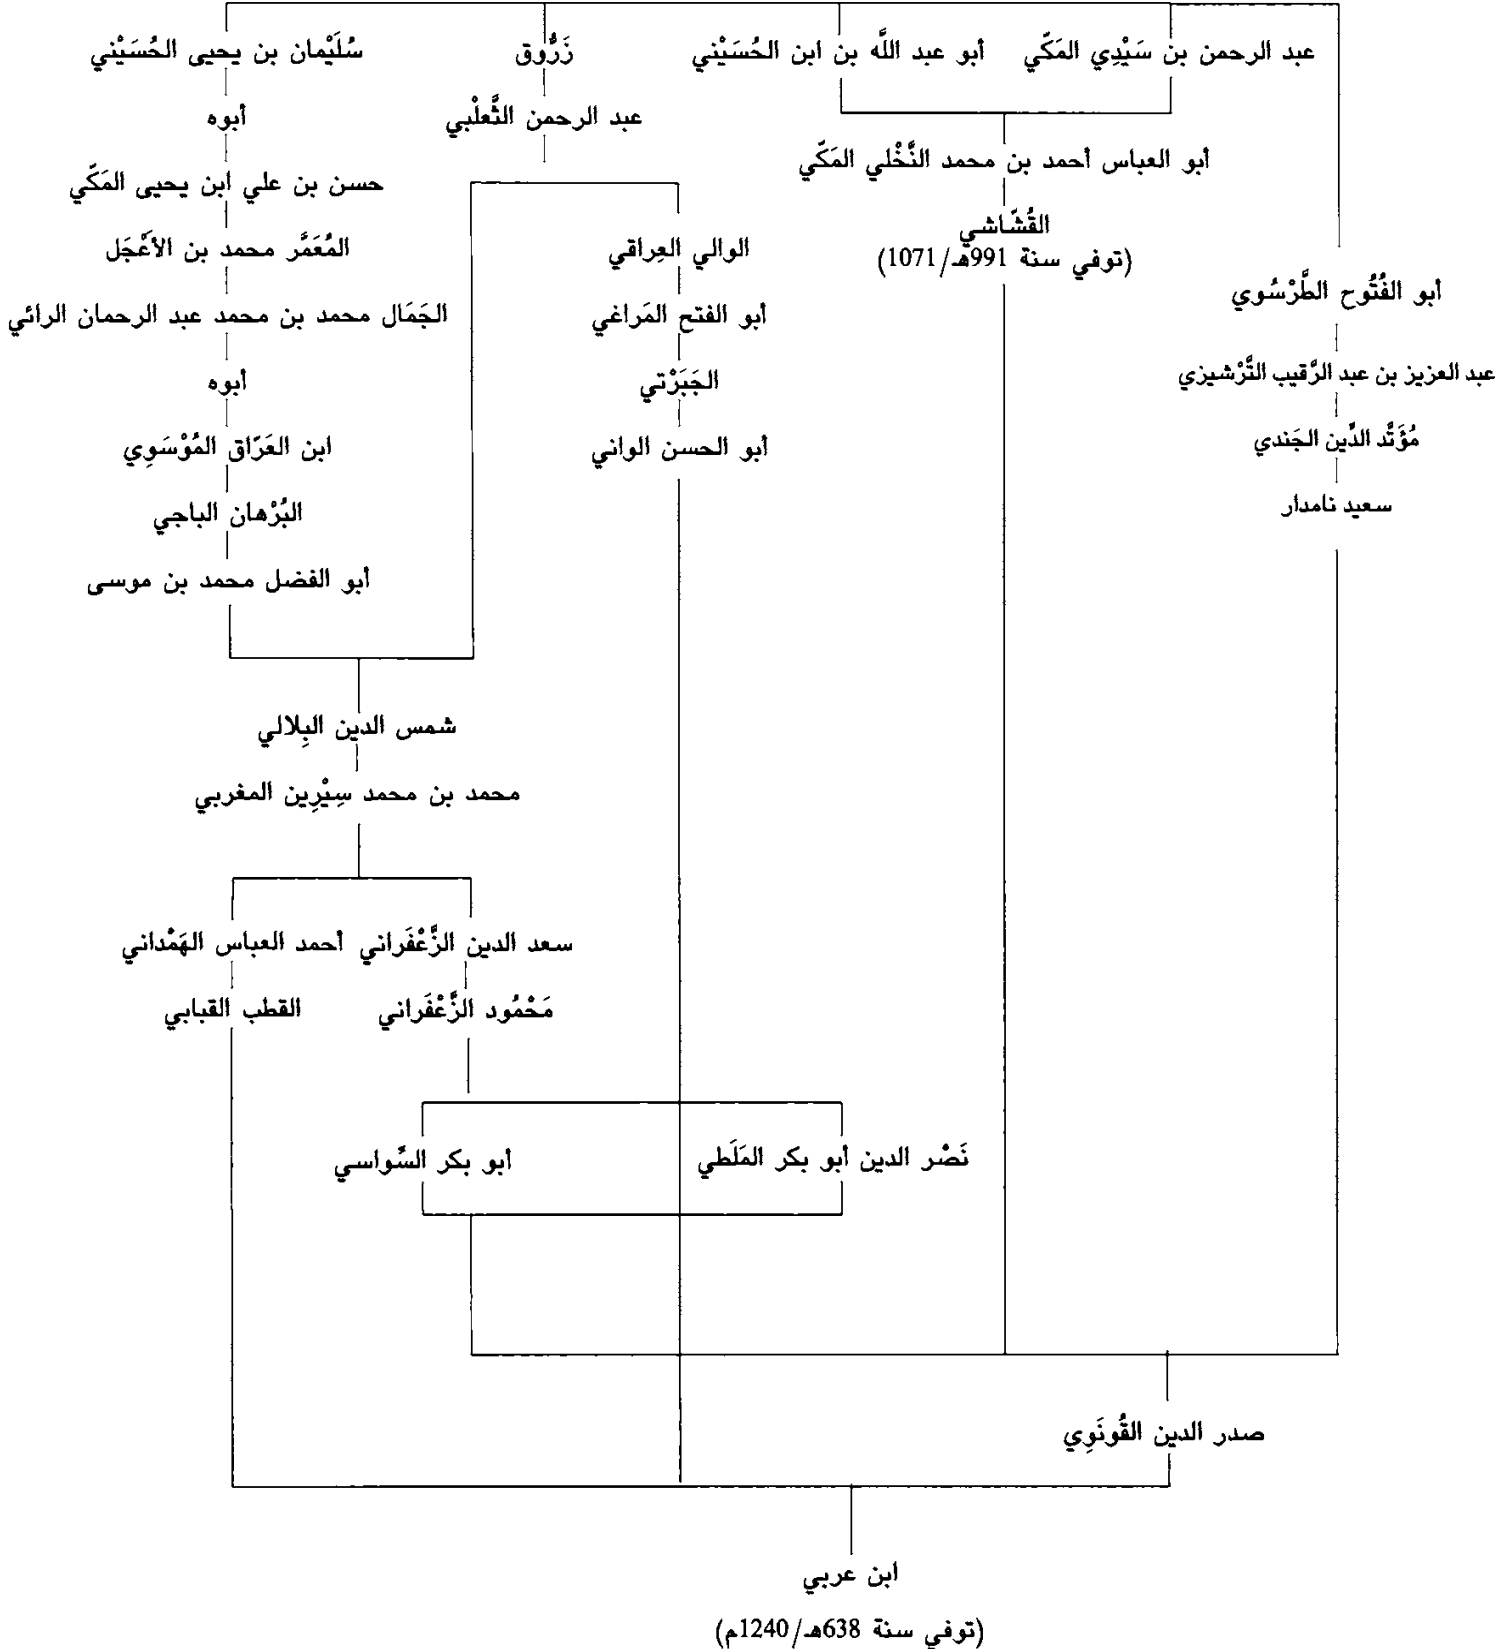 عبد الرحمن بن سَيْدِي المَكّي
أبو عبد اللَّه بن ابن الحُسَيْني
زَرُّوق
سُلَيْمان بن يحيى الحُسَيْني
عبد الرحمن الثَّعلْبي
أبوه
أبو العباس أحمد بن محمد النَّخْلي المَكّي
حسن بن علي ابن يحيى المَكّي
القُشّاشي
(توفي سنة 991هـ/1071)
الوالي العِراقي
المُعَمَّر محمد بن الأَعْجَل
أبو الفُتُوح الطَّرْسُوي
أبو الفتح المَراغي
الجَمَال محمد بن محمد عبد الرحمان الرائي
عبد العزيز بن عبد الرَّقيب التَّرْشيزي
الجَبَرْتي
أبوه
مُؤَتَّد الدِّين الجَندي
أبو الحسن الواني
ابن العَرّاق المُوْسَوِي
سعيد نامدار
البُرْهان الباجي
أبو الفضل محمد بن موسى
شمس الدين البِلالي
محمد بن محمد سِيْرِين المغربي
سعد الدين الزَّعْفَراني
أحمد العباس الهَمْداني
مَحْمُود الزَّعْفَراني
القطب القبابي
نَصْر الدين أبو بكر المَلَطي
أبو بكر السَّواسي
صدر الدين القُونَوِي
ابن عربي
(توفي سنة 638هـ/1240م)